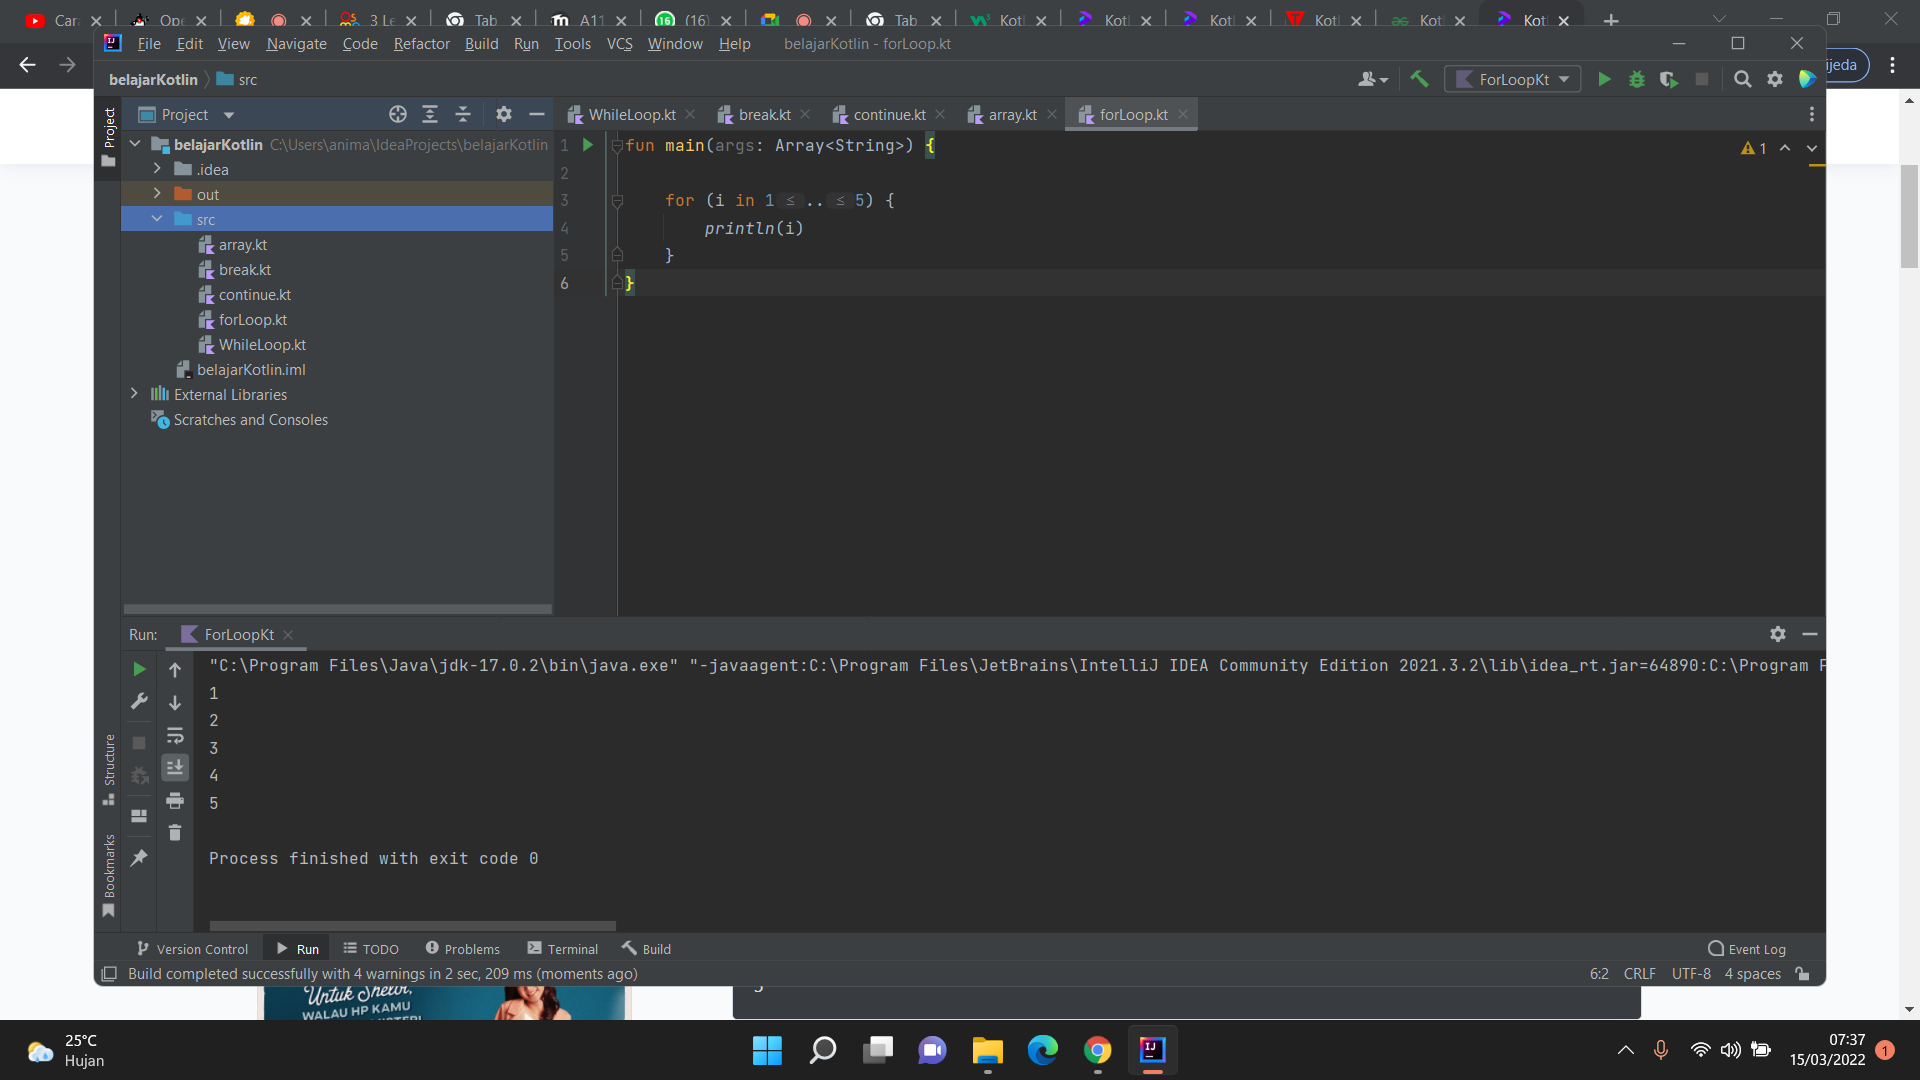 Car
Ope
3 Le
Tab
A11
(16)
Tab
Kotl
Kotl
Kotl
Kotl
Kotl
Kotl
File Edit View Navigate Code Refactor Build Run Tools VCS Window Help belajarKotlin - forLoop.kt
ijeda
belajarKotlin src
ForLoopKt
Project
Project
WhileLoop.kt break.kt continue.kt array.kt forLoop.kt
belajarKotlin C:\Users\anima\IdeaProjects\belajarKotlin
.idea
out
src
array.kt
break.kt
continue.kt
forLoop.kt
WhileLoop.kt
belajarKotlin.iml
External Libraries
Scratches and Consoles
1 fun main(args: Array<String>) {
2
3 for (i in 1 ≤ .. ≤ 5) {
4 println(i)
5 }
6 }
1
Run: ForLoopKt
"C:\Program Files\Java\jdk-17.0.2\bin\java.exe" "-javaagent:C:\Program Files\JetBrains\IntelliJ IDEA Community Edition 2021.3.2\lib\idea_rt.jar=64890:C:\Program F
1
2
3
4
5
Process finished with exit code 0
Structure
Bookmarks
Version Control Run TODO Problems Terminal Build Event Log
Build completed successfully with 4 warnings in 2 sec, 209 ms (moments ago) 6:2 CRLF UTF-8 4 spaces
Untuk Shelvi,
WALAU HP KAMU
25°C
Hujan
07:37
15/03/2022
1